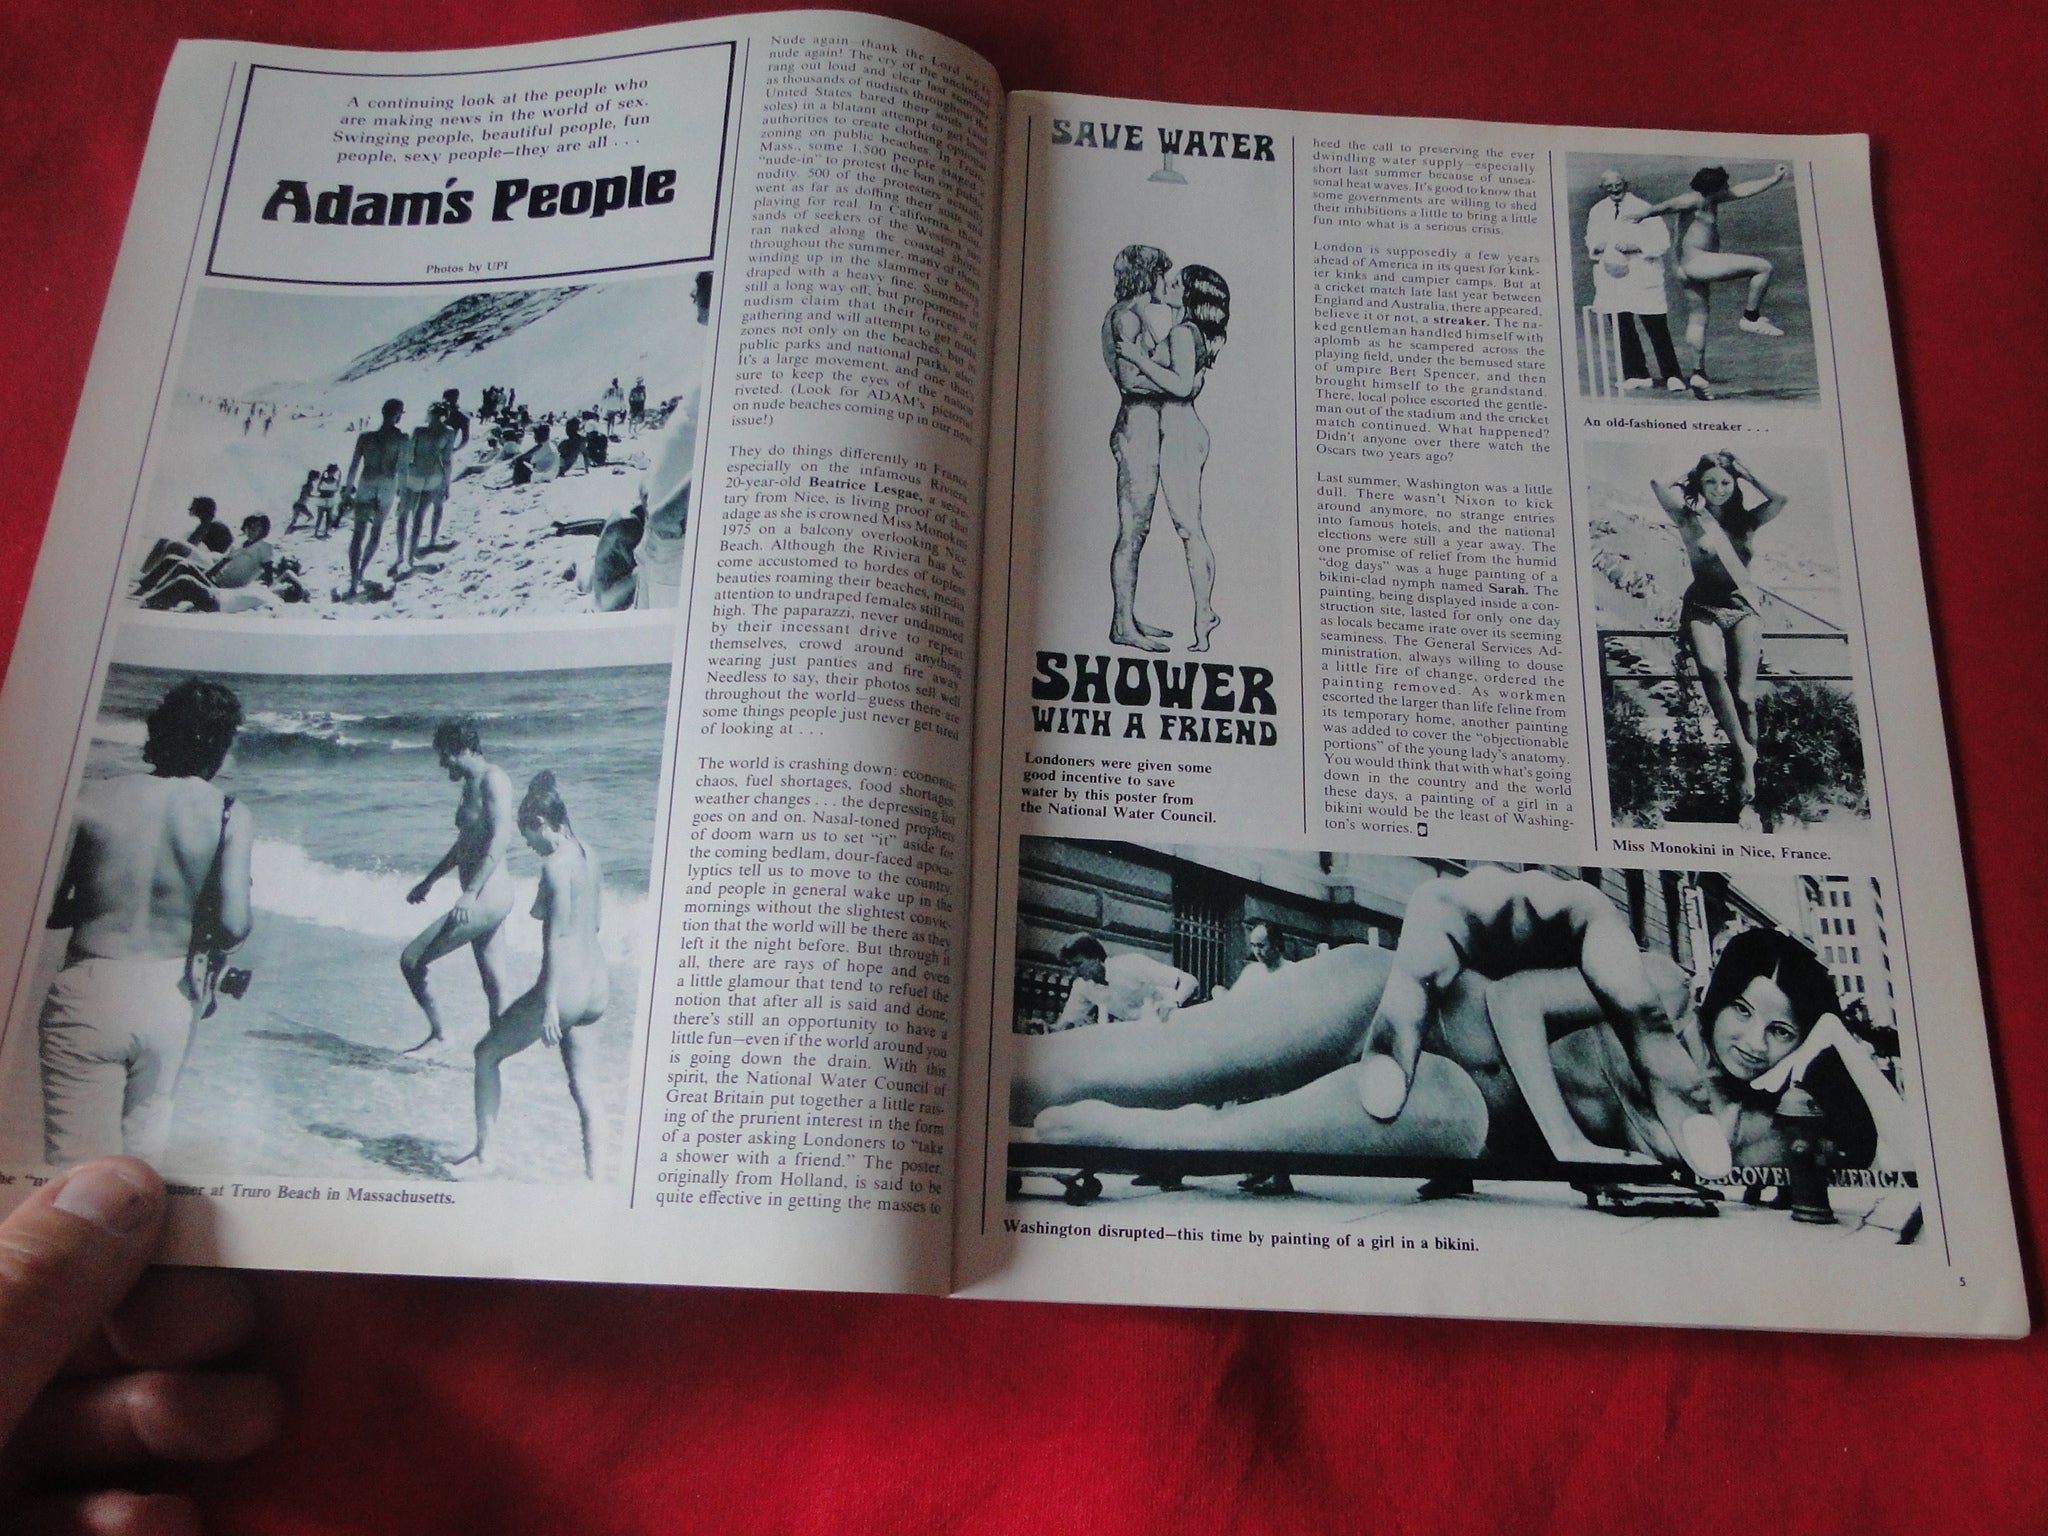 A continuing look at the people who
are making news in the world of sex.
Swinging people, beautiful people, fun
people, sexy people—they are all . . .
Adam's People
Photos by UPI
mer at Truro Beach in Massachusetts.
Nude again—thank the Lord
nude again! The cry of the unclothed
rang out loud and clear last summer
as thousands of nudists throughout the
United States bared their souls (and
soles) in a blatant attempt to get local
authorities to create clothing optional
zoning on public beaches. In Truro,
Mass., some 1,500 people staged a
"nude-in" to protest the ban on public
nudity. 500 of the protesters actually
went as far as doffing their suits and
playing for real. In California, thou-
sands of seekers of the Western sun
ran naked along the coastal shores
throughout the summer, many of them
winding up in the slammer or being
draped with a heavy fine. Summer is
still a long way off, but proponents of
nudism claim that their forces are
gathering and will attempt to get nude
zones not only on the beaches, but in
public parks and national parks, also.
It's a large movement, and one that's
sure to keep the eyes of the nation
riveted. (Look for ADAM's pictorial
on nude beaches coming up in our next
issue!)
They do things differently in France,
especially on the infamous Riviera.
20-year-old Beatrice Lesgae, a secre-
tary from Nice, is living proof of that
adage as she is crowned Miss Monokini
1975 on a balcony overlooking Nice
Beach. Although the Riviera has be-
come accustomed to hordes of topless
beauties roaming their beaches, media
attention to undraped females still runs
high. The paparazzi, never undaunted
by their incessant drive to repeat
themselves, crowd around anything
wearing just panties and fire away.
Needless to say, their photos sell well
throughout the world—guess there are
some things people just never get tired
of looking at . . .
The world is crashing down: economic
chaos, fuel shortages, food shortages,
weather changes . . . the depressing list
goes on and on. Nasal-toned prophets
of doom warn us to set "it" aside for
the coming bedlam, dour-faced apoca-
lyptics tell us to move to the country,
and people in general wake up in the
mornings without the slightest convic-
tion that the world will be there as they
left it the night before. But through it
all, there are rays of hope and even
a little glamour that tend to refuel the
notion that after all is said and done,
there's still an opportunity to have a
little fun—even if the world around you
is going down the drain. With this
spirit, the National Water Council of
Great Britain put together a little rais-
ing of the prurient interest in the form
of a poster asking Londoners to "take
a shower with a friend." The poster,
originally from Holland, is said to be
quite effective in getting the masses to
SAVE WATER
SHOWER
WITH A FRIEND
Londoners were given some
good incentive to save
water by this poster from
the National Water Council.
heed the call to preserving the ever
dwindling water supply—especially
short last summer because of unsea-
sonal heat waves. It's good to know that
some governments are willing to shed
their inhibitions a little to bring a little
fun into what is a serious crisis.
London is supposedly a few years
ahead of America in its quest for kink-
ier kinks and campier camps. But at
a cricket match late last year between
England and Australia, there appeared,
believe it or not, a streaker. The na-
ked gentleman handled himself with
aplomb as he scampered across the
playing field, under the bemused stare
of umpire Bert Spencer, and then
brought himself to the grandstand.
There, local police escorted the gentle-
man out of the stadium and the cricket
match continued. What happened?
Didn't anyone over there watch the
Oscars two years ago?
Last summer, Washington was a little
dull. There wasn't Nixon to kick
around anymore, no strange entries
into famous hotels, and the national
elections were still a year away. The
one promise of relief from the humid
"dog days" was a huge painting of a
bikini-clad nymph named Sarah. The
painting, being displayed inside a con-
struction site, lasted for only one day
as locals became irate over its seeming
seaminess. The General Services Ad-
ministration, always willing to douse
a little fire of change, ordered the
painting removed. As workmen
escorted the larger than life feline from
its temporary home, another painting
was added to cover the "objectionable
portions" of the young lady's anatomy.
You would think that with what's going
down in the country and the world
these days, a painting of a girl in a
bikini would be the least of Washing-
ton's worries.
An old-fashioned streaker . . .
Miss Monokini in Nice, France.
AMERICA
Washington disrupted—this time by painting of a girl in a bikini.
5